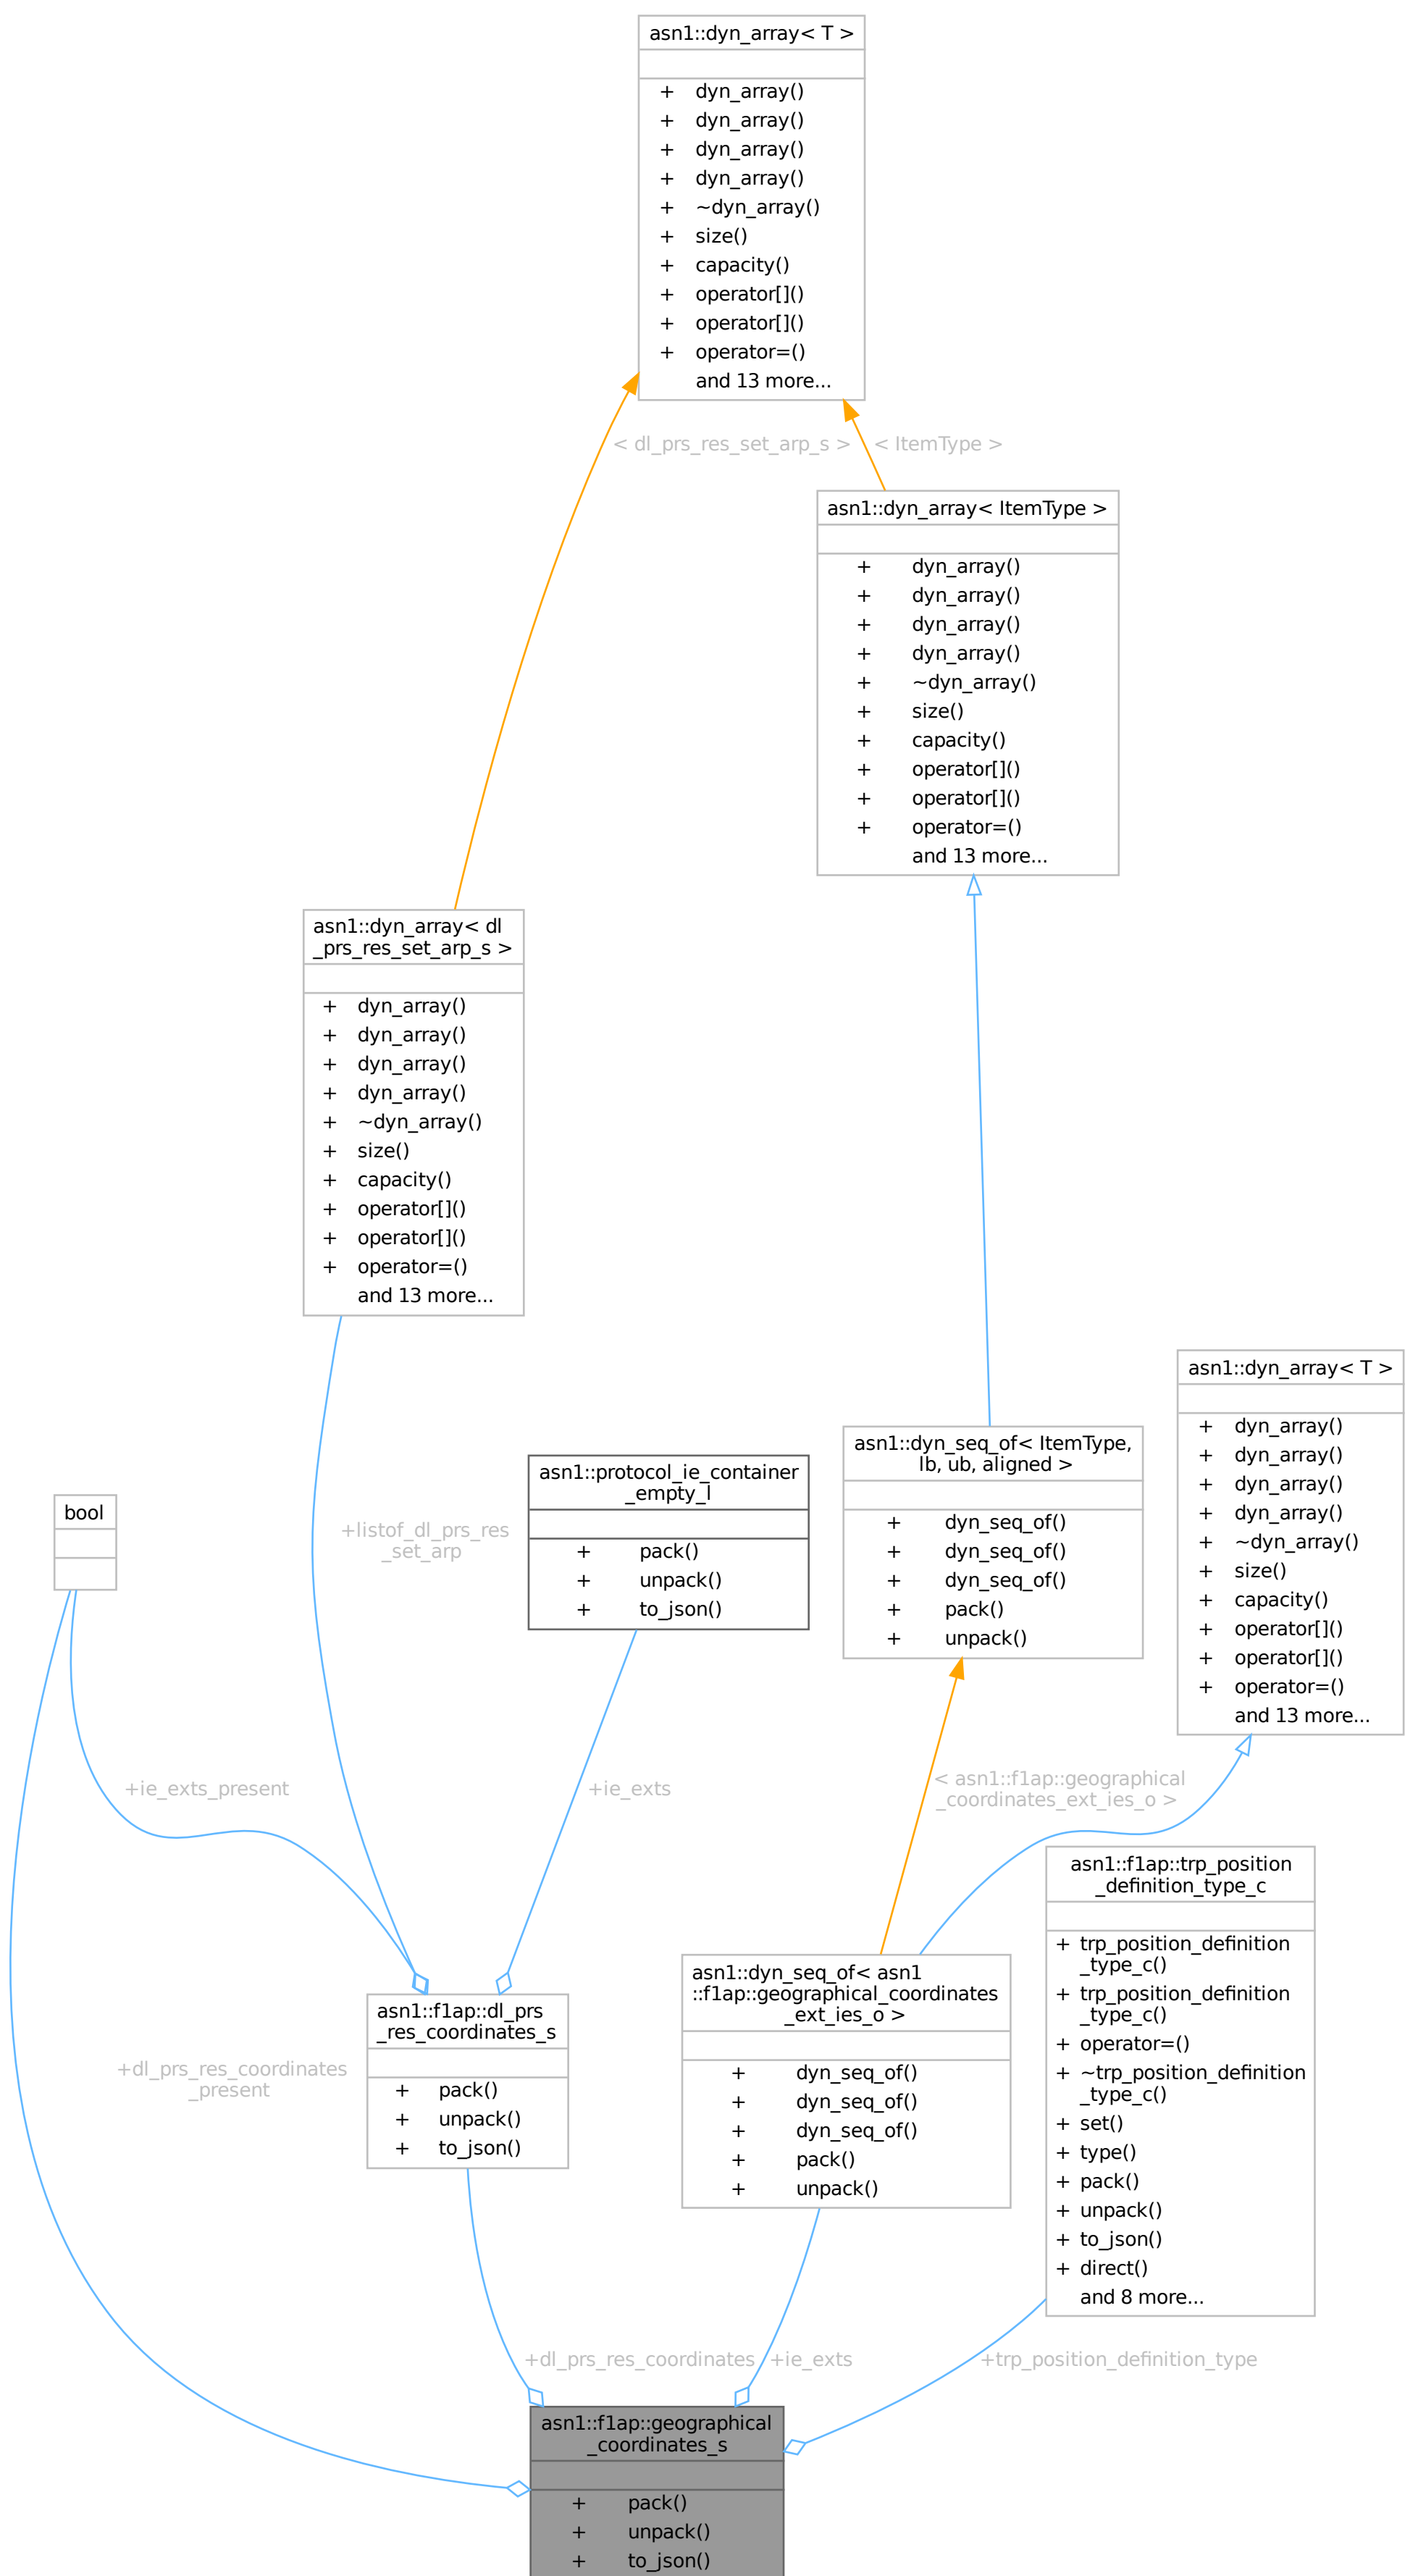 asn1::dyn_array< T >
+ dyn_array()
+ dyn_array()
+ dyn_array()
+ dyn_array()
+ ~dyn_array()
+ size()
+ capacity()
+ operator[]()
+ operator[]()
+ operator=()
and 13 more...
< dl_prs_res_set_arp_s >
< ItemType >
asn1::dyn_array< ItemType >
+ dyn_array()
+ dyn_array()
+ dyn_array()
+ dyn_array()
+ ~dyn_array()
+ size()
+ capacity()
+ operator[]()
+ operator[]()
+ operator=()
and 13 more...
asn1::dyn_array< dl
_prs_res_set_arp_s >
+ dyn_array()
+ dyn_array()
+ dyn_array()
+ dyn_array()
+ ~dyn_array()
+ size()
+ capacity()
+ operator[]()
+ operator[]()
+ operator=()
and 13 more...
asn1::dyn_array< T >
+ dyn_array()
+ dyn_array()
+ dyn_array()
+ dyn_array()
+ ~dyn_array()
+ size()
+ capacity()
+ operator[]()
+ operator[]()
+ operator=()
and 13 more...
asn1::dyn_seq_of< ItemType,
lb, ub, aligned >
+ dyn_seq_of()
+ dyn_seq_of()
+ dyn_seq_of()
+ pack()
+ unpack()
asn1::protocol_ie_container
_empty_l
+ pack()
+ unpack()
+ to_json()
bool
+listof_dl_prs_res
_set_arp
+ie_exts_present
+ie_exts
< asn1::f1ap::geographical
_coordinates_ext_ies_o >
asn1::f1ap::trp_position
_definition_type_c
+ trp_position_definition
_type_c()
+ trp_position_definition
_type_c()
+ operator=()
+ ~trp_position_definition
_type_c()
+ set()
+ type()
+ pack()
+ unpack()
+ to_json()
+ direct()
and 8 more...
asn1::dyn_seq_of< asn1
::f1ap::geographical_coordinates
_ext_ies_o >
+ dyn_seq_of()
+ dyn_seq_of()
+ dyn_seq_of()
+ pack()
+ unpack()
asn1::f1ap::dl_prs
_res_coordinates_s
+ pack()
+ unpack()
+ to_json()
+dl_prs_res_coordinates
_present
+dl_prs_res_coordinates
+ie_exts
+trp_position_definition_type
asn1::f1ap::geographical
_coordinates_s
+ pack()
+ unpack()
+ to_json()